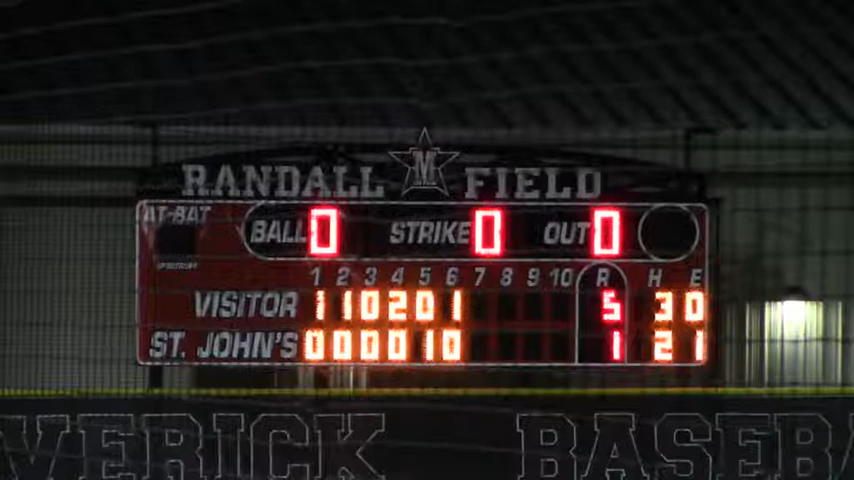 RANDALL M FIELD
AT-BAT
BALL 0 STRIKE 0 OUT 0
1 2 3 4 5 6 7 8 9 10 R H E
VISITOR 1 1 0 2 0 1 5 3 0
ST. JOHN'S 0 0 0 0 1 0 1 2 1
VERICK BASEBA